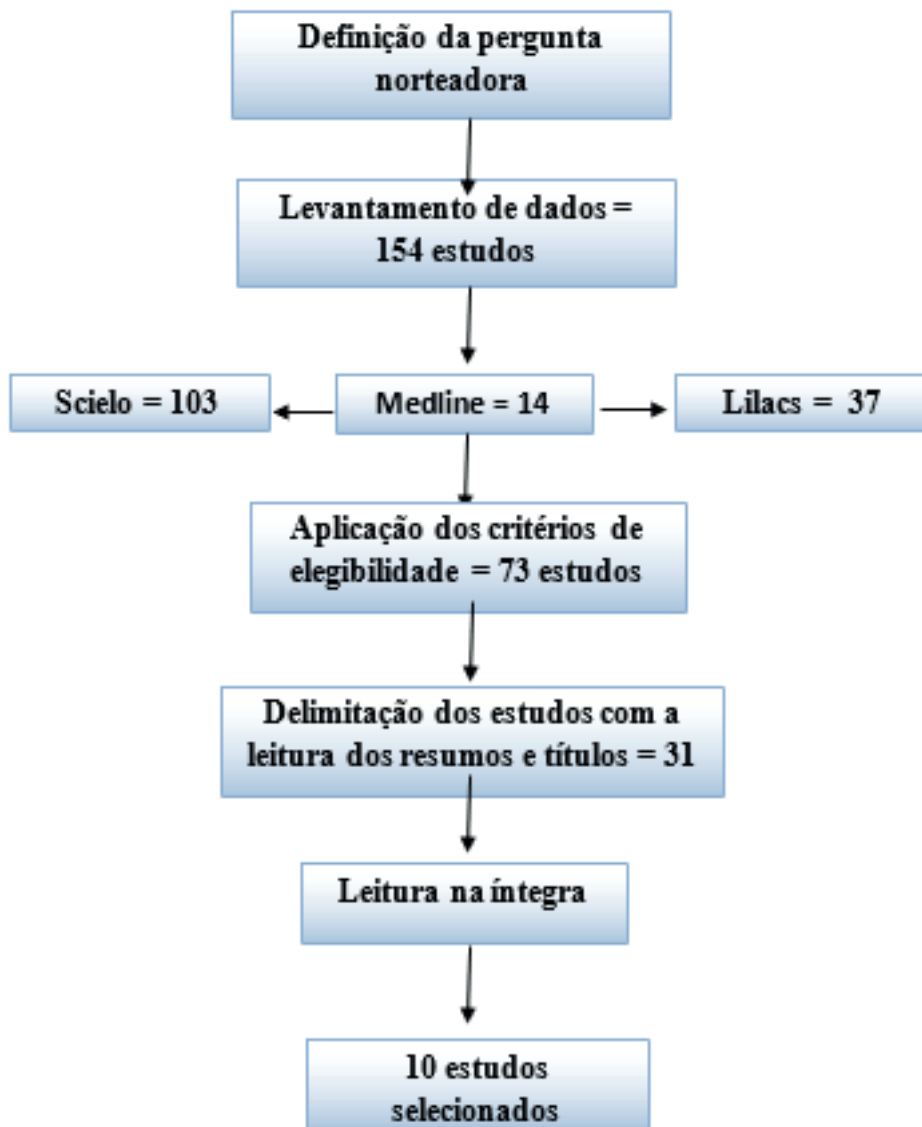 Definição da pergunta
norteadora
Levantamento de dados =
154 estudos
Scielo = 103
Medline = 14
Lilacs = 37
Aplicação dos critérios de
elegibilidade = 73 estudos
Delimitação dos estudos com a
leitura dos resumos e títulos = 31
Leitura na íntegra
10 estudos
selecionados